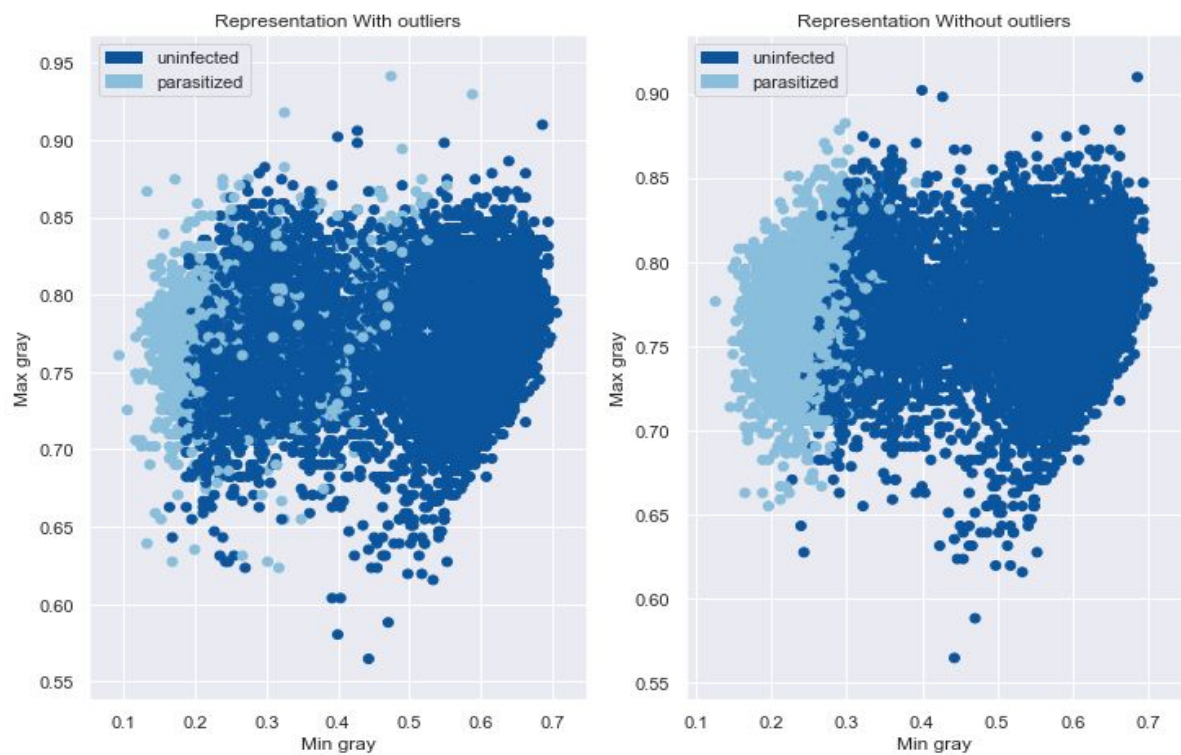 Representation With outliers
uninfected
parasitized
0.95
0.90
0.85
0.80
0.75
0.70
0.65
0.60
0.55
Max gray
0.1 0.2 0.3 0.4 0.5 0.6 0.7
Min gray
Representation Without outliers
uninfected
parasitized
0.90
0.85
0.80
0.75
0.70
0.65
0.60
0.55
Max gray
0.1 0.2 0.3 0.4 0.5 0.6 0.7
Min gray